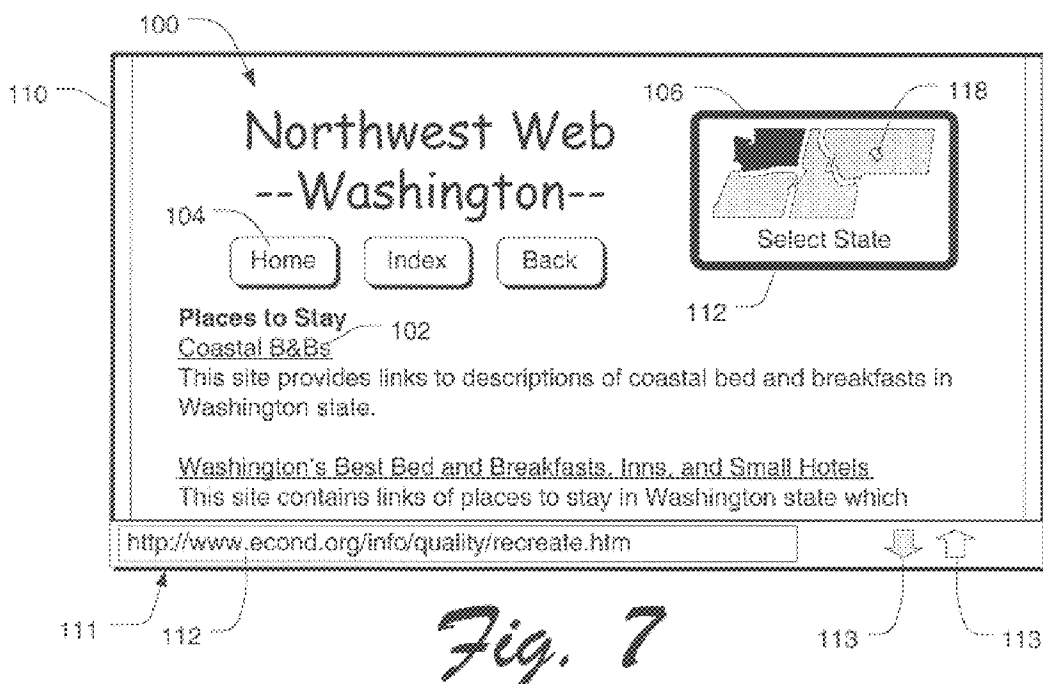 100
110
106
118
Northwest Web
--Washington--
104
Home
Index
Back
Select State
112
Places to Stay
102
Coastal B&Bs
This site provides links to descriptions of coastal bed and breakfasts in
Washington state.
Washington's Best Bed and Breakfasts, Inns, and Small Hotels
This site contains links of places to stay in Washington state which
http://www.econd.org/info/quality/recreate.htm
111
112
113
113
Fig. 7